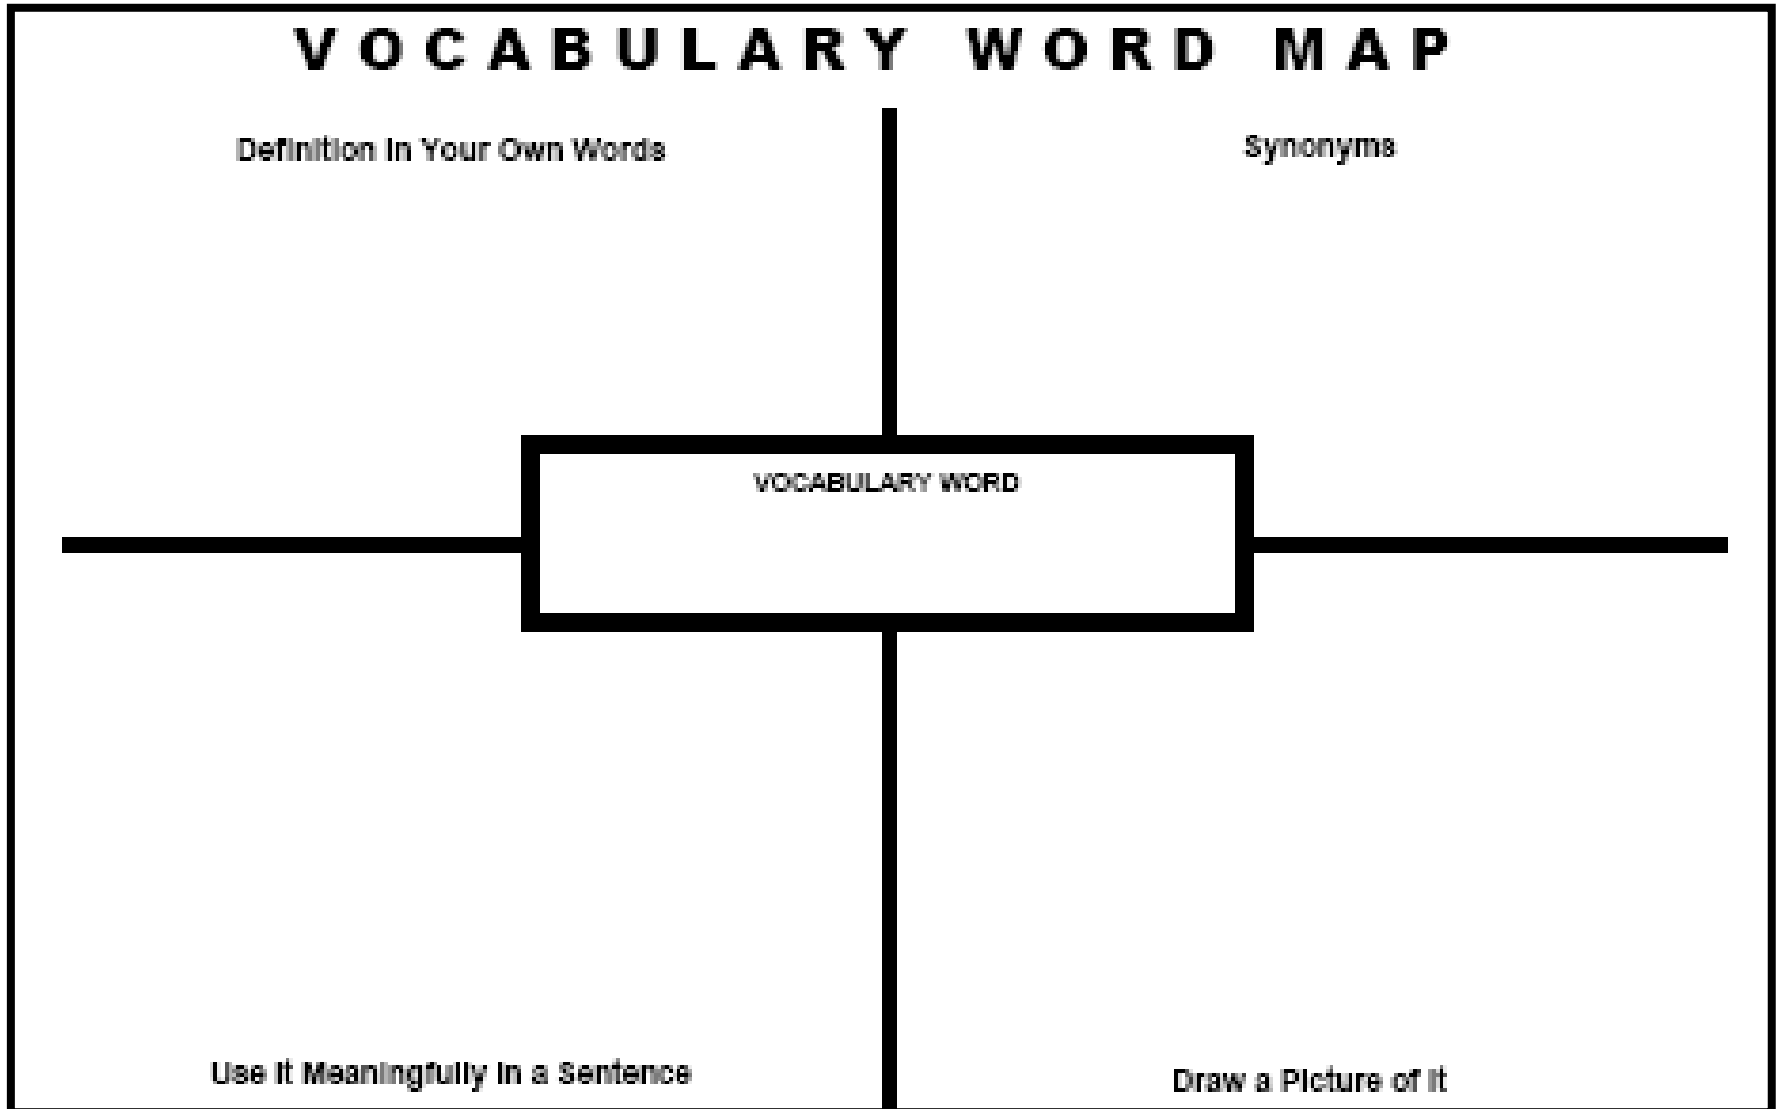 VOCABULARY WORD MAP
Definition in Your Own Words
Synonyms
VOCABULARY WORD
Use It Meaningfully in a Sentence
Draw a Picture of It